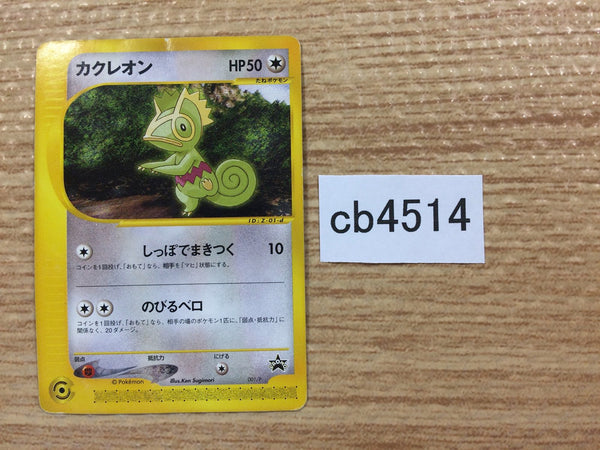 カクレオン HP50
たねポケモン
ID:Z-01-#
しっぽでまきつく 10
コインを1回投げ、「おもて」なら、相手を「マヒ」状態にする。
のびるベロ
コインを1回投げ、「おもて」なら、相手の場のポケモン1匹に、「弱点・抵抗力」に
関係なく、20ダメージ。
弱点 抵抗力 にげる
©Pokémon Illus.Ken Sugimori 001/P
cb4514